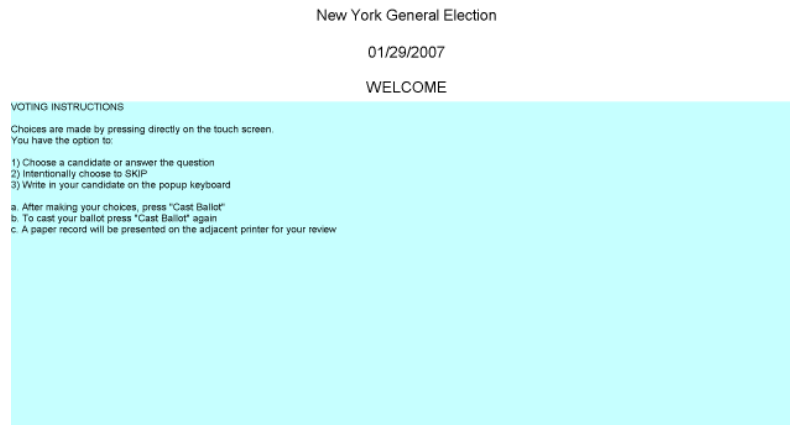 New York General Election
01/29/2007
WELCOME
VOTING INSTRUCTIONS
Choices are made by pressing directly on the touch screen.
You have the option to:
1) Choose a candidate or answer the question
2) Intentionally choose to SKIP
3) Write in your candidate on the popup keyboard
a. After making your choices, press "Cast Ballot"
b. To cast your ballot press "Cast Ballot" again
c. A paper record will be presented on the adjacent printer for your review